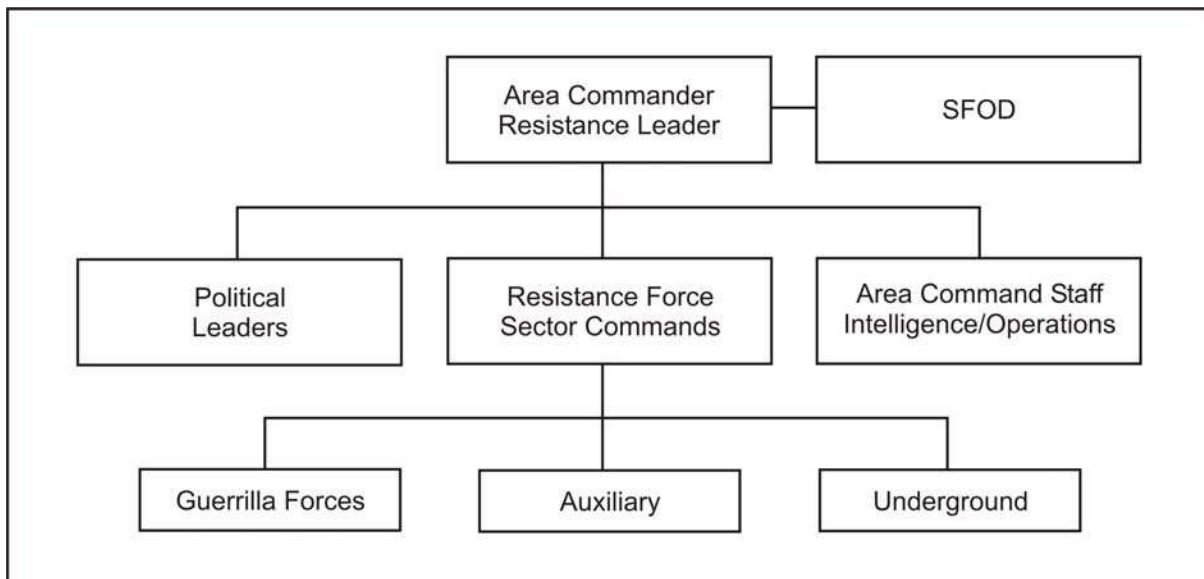 Area Commander
Resistance Leader
SFOD
Political
Leaders
Resistance Force
Sector Commands
Area Command Staff
Intelligence/Operations
Guerrilla Forces
Auxiliary
Underground